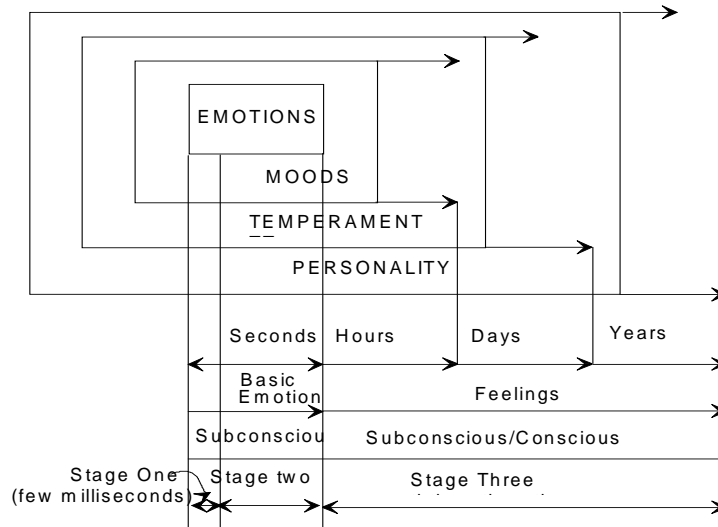 EMOTIONS
MOODS
TEMPERAMENT
PERSONALITY
Seconds Hours Days Years
Basic
Emotion Feelings
Subconsciou Subconscious/Conscious
Stage One Stage two Stage Three
(few milliseconds)